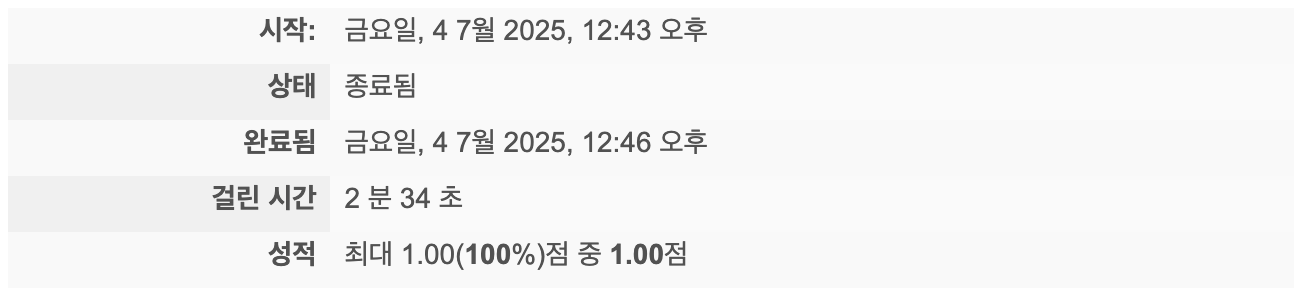 시작: 금요일, 4 7월 2025, 12:43 오후
상태 종료됨
완료됨 금요일, 4 7월 2025, 12:46 오후
걸린 시간 2 분 34 초
성적 최대 1.00(100%)점 중 1.00점